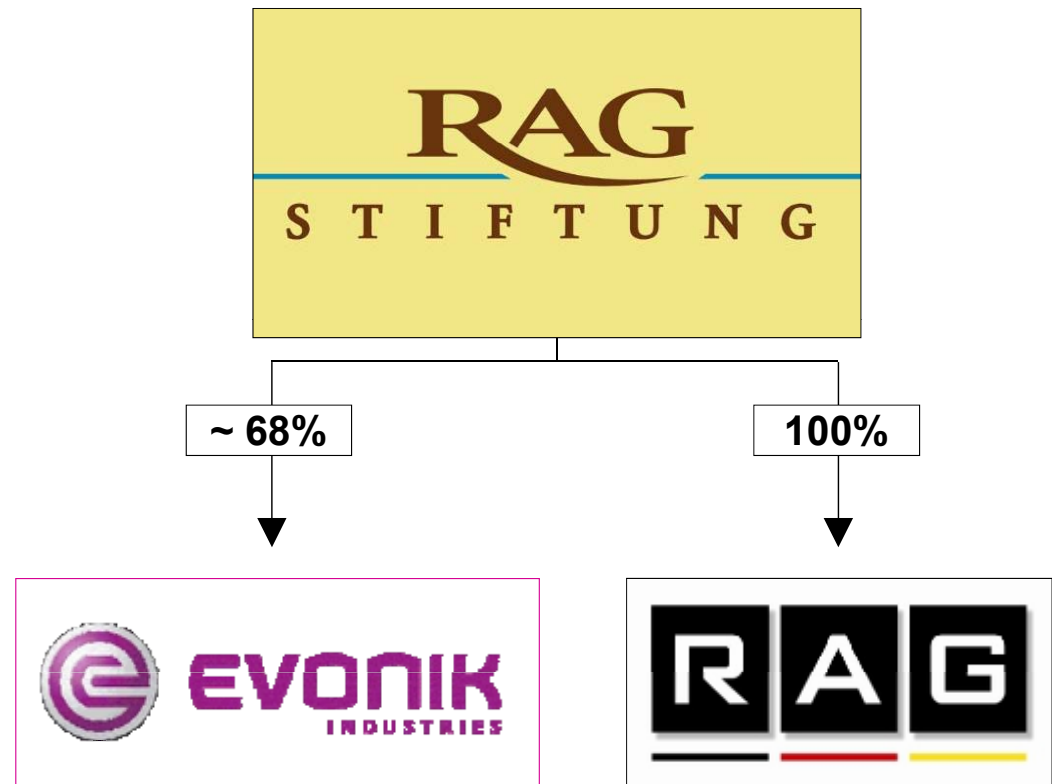 RAG
STIFTUNG
~ 68%
100%
EVONIK
INDUSTRIES
RAG